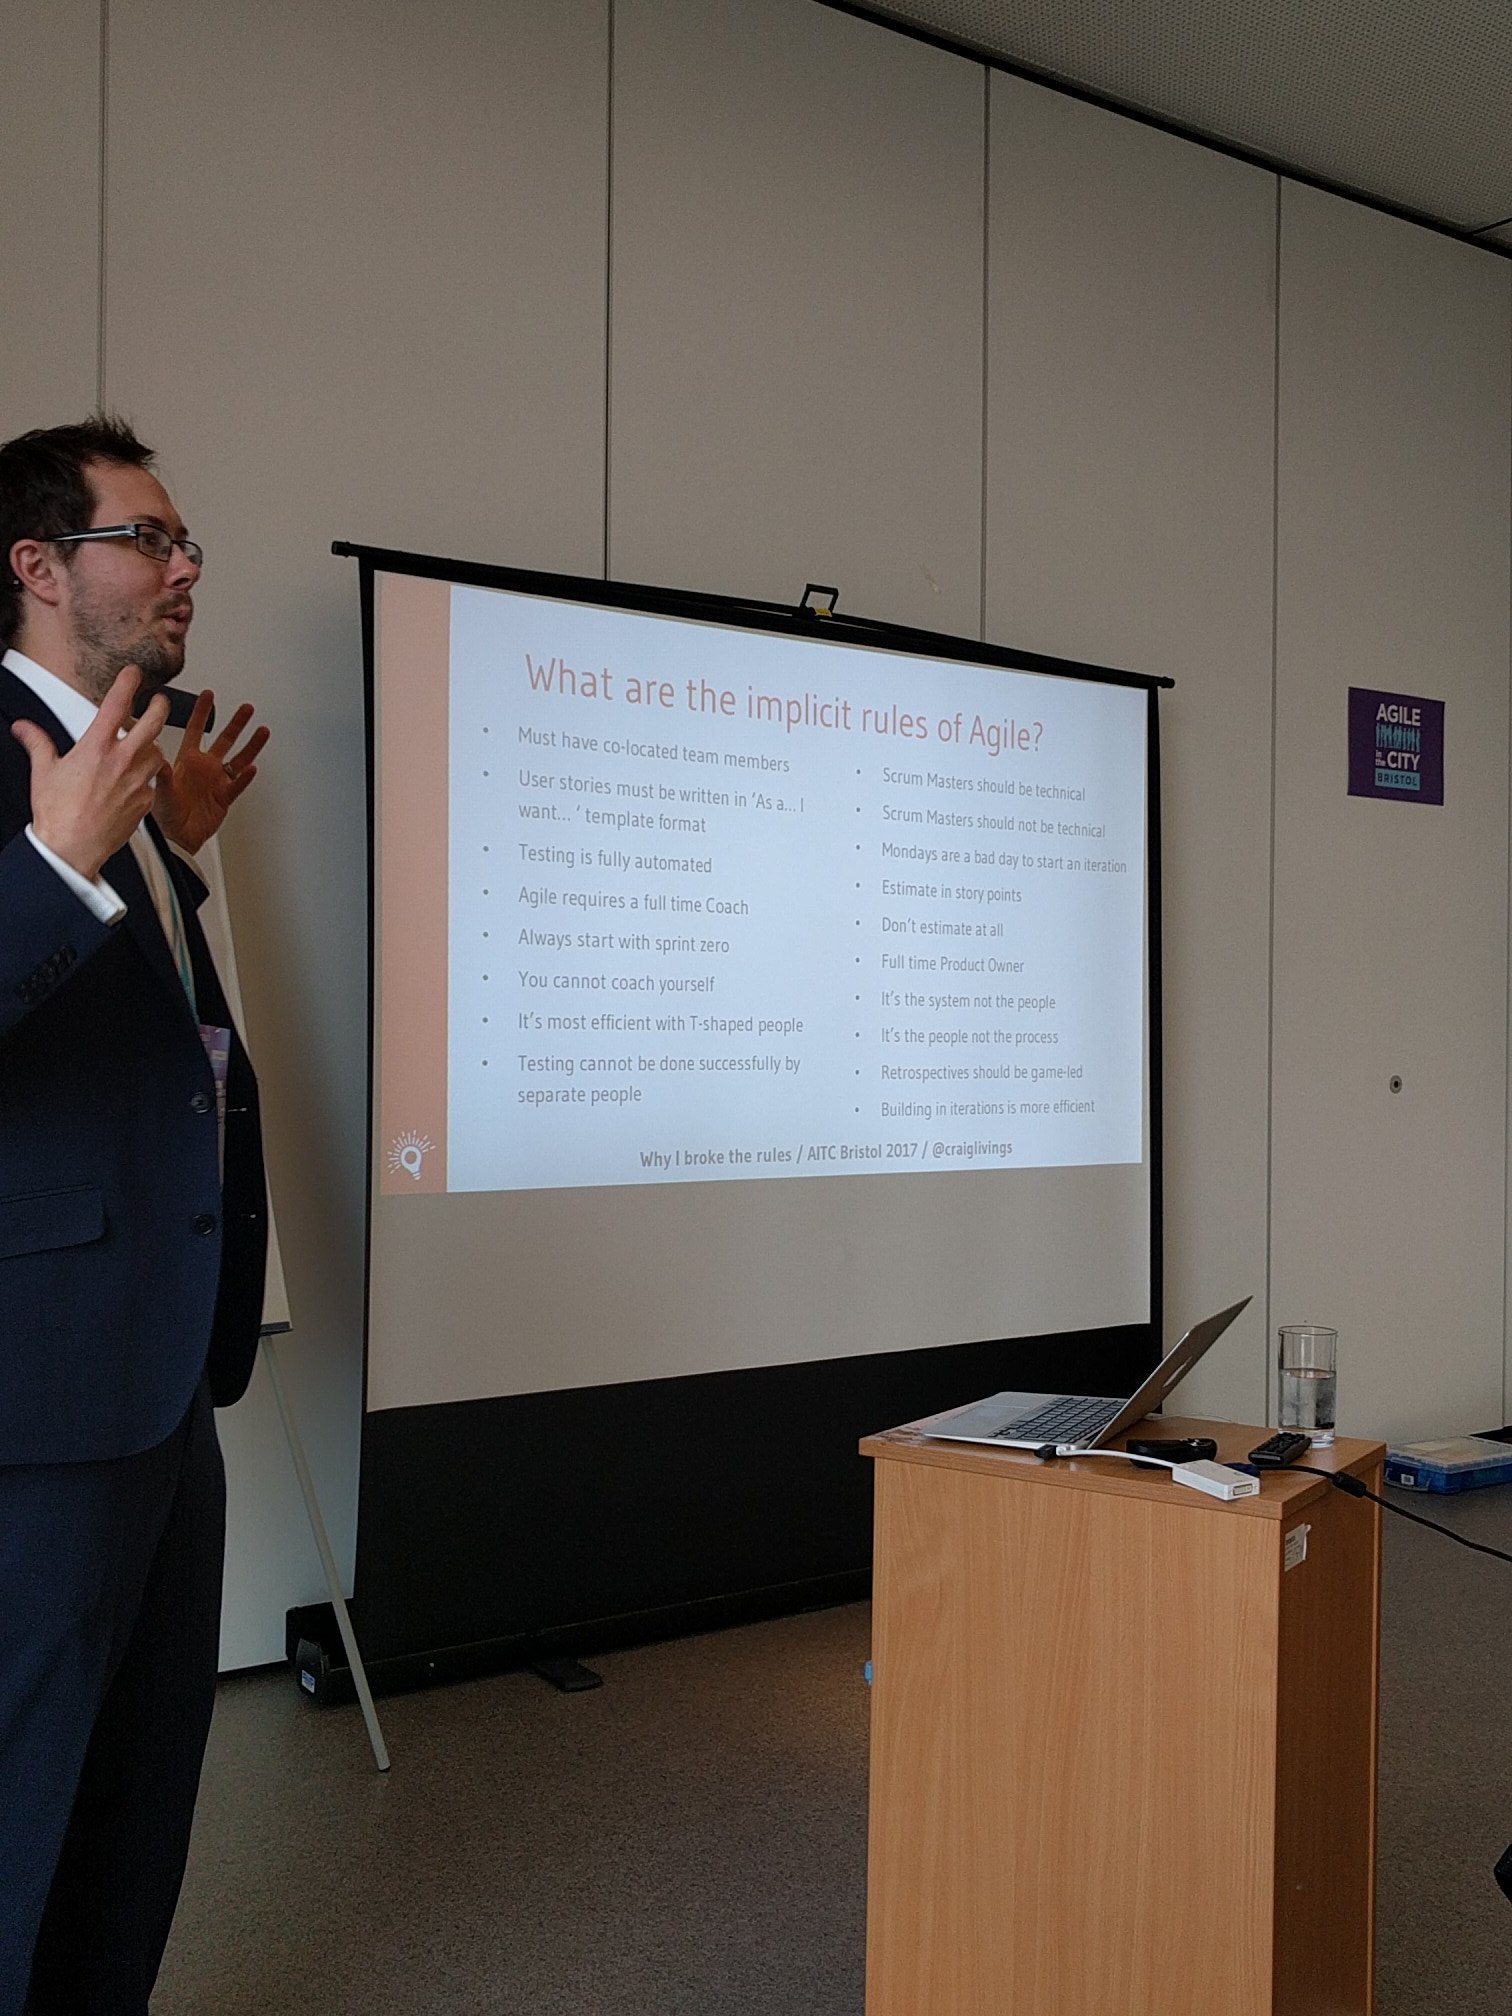 What are the implicit rules of Agile?
• Must have co-located team members
• User stories must be written in ‘As a... I
want... ‘ template format
• Testing is fully automated
• Agile requires a full time Coach
• Always start with sprint zero
• You cannot coach yourself
• It's most efficient with T-shaped people
• Testing cannot be done successfully by
separate people
• Scrum Masters should be technical
• Scrum Masters should not be technical
• Mondays are a bad day to start an iteration
• Estimate in story points
• Don't estimate at all
• Full time Product Owner
• It's the system not the people
• It's the people not the process
• Retrospectives should be game-led
• Building in iterations is more efficient
Why I broke the rules / AITC Bristol 2017 / @craiglivings
AGILE
in the CITY
BRISTOL